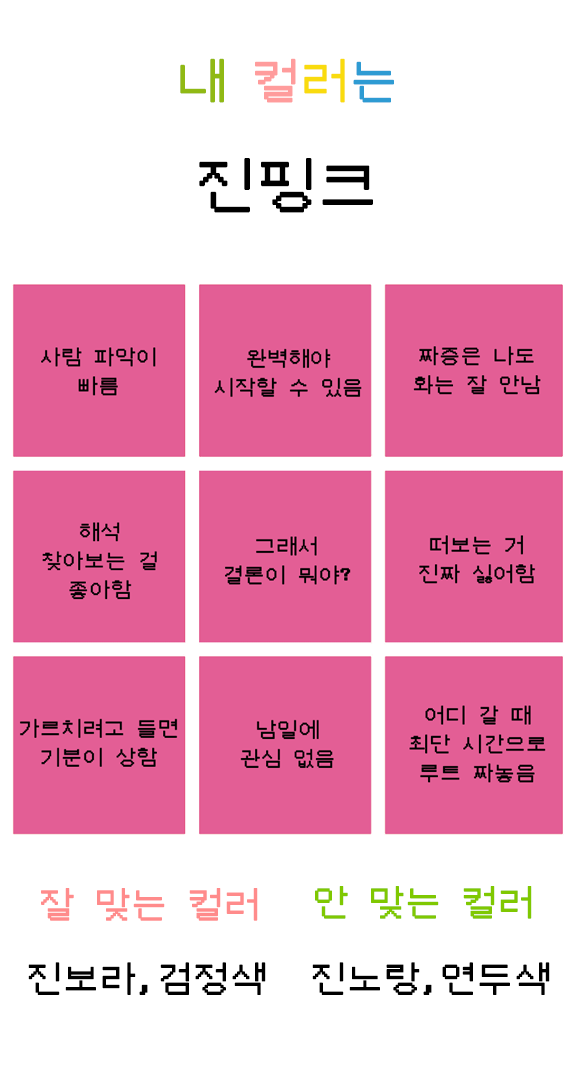 내 컬러는
진핑크
사람 파악이
빠름
완벽해야
시작할 수 있음
짜증은 나도
화는 잘 안남
해석
찾아보는 걸
좋아함
그래서
결론이 뭐야?
떠보는 거
진짜 싫어함
가르치려고 들면
기분이 상함
남일에
관심 없음
어디 갈 때
최단 시간으로
루트 짜놓음
잘 맞는 컬러
안 맞는 컬러
진보라,검정색
진노랑,연두색